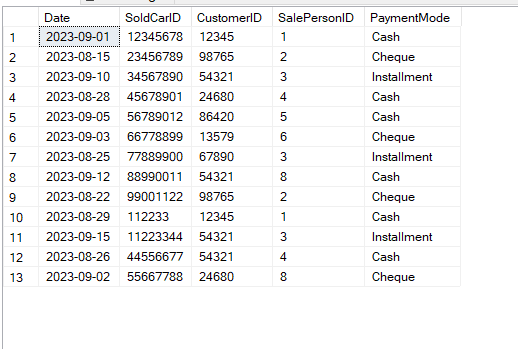 Date SoldCarID CustomerID SalePersonID PaymentMode
1 2023-09-01 12345678 12345 1 Cash
2 2023-08-15 23456789 98765 2 Cheque
3 2023-09-10 34567890 54321 3 Installment
4 2023-08-28 45678901 24680 4 Cash
5 2023-09-05 56789012 86420 5 Cash
6 2023-09-03 66778899 13579 6 Cheque
7 2023-08-25 77889900 67890 3 Installment
8 2023-09-12 88990011 54321 8 Cash
9 2023-08-22 99001122 98765 2 Cheque
10 2023-08-29 112233 12345 1 Cash
11 2023-09-15 11223344 54321 3 Installment
12 2023-08-26 44556677 54321 4 Cash
13 2023-09-02 55667788 24680 8 Cheque